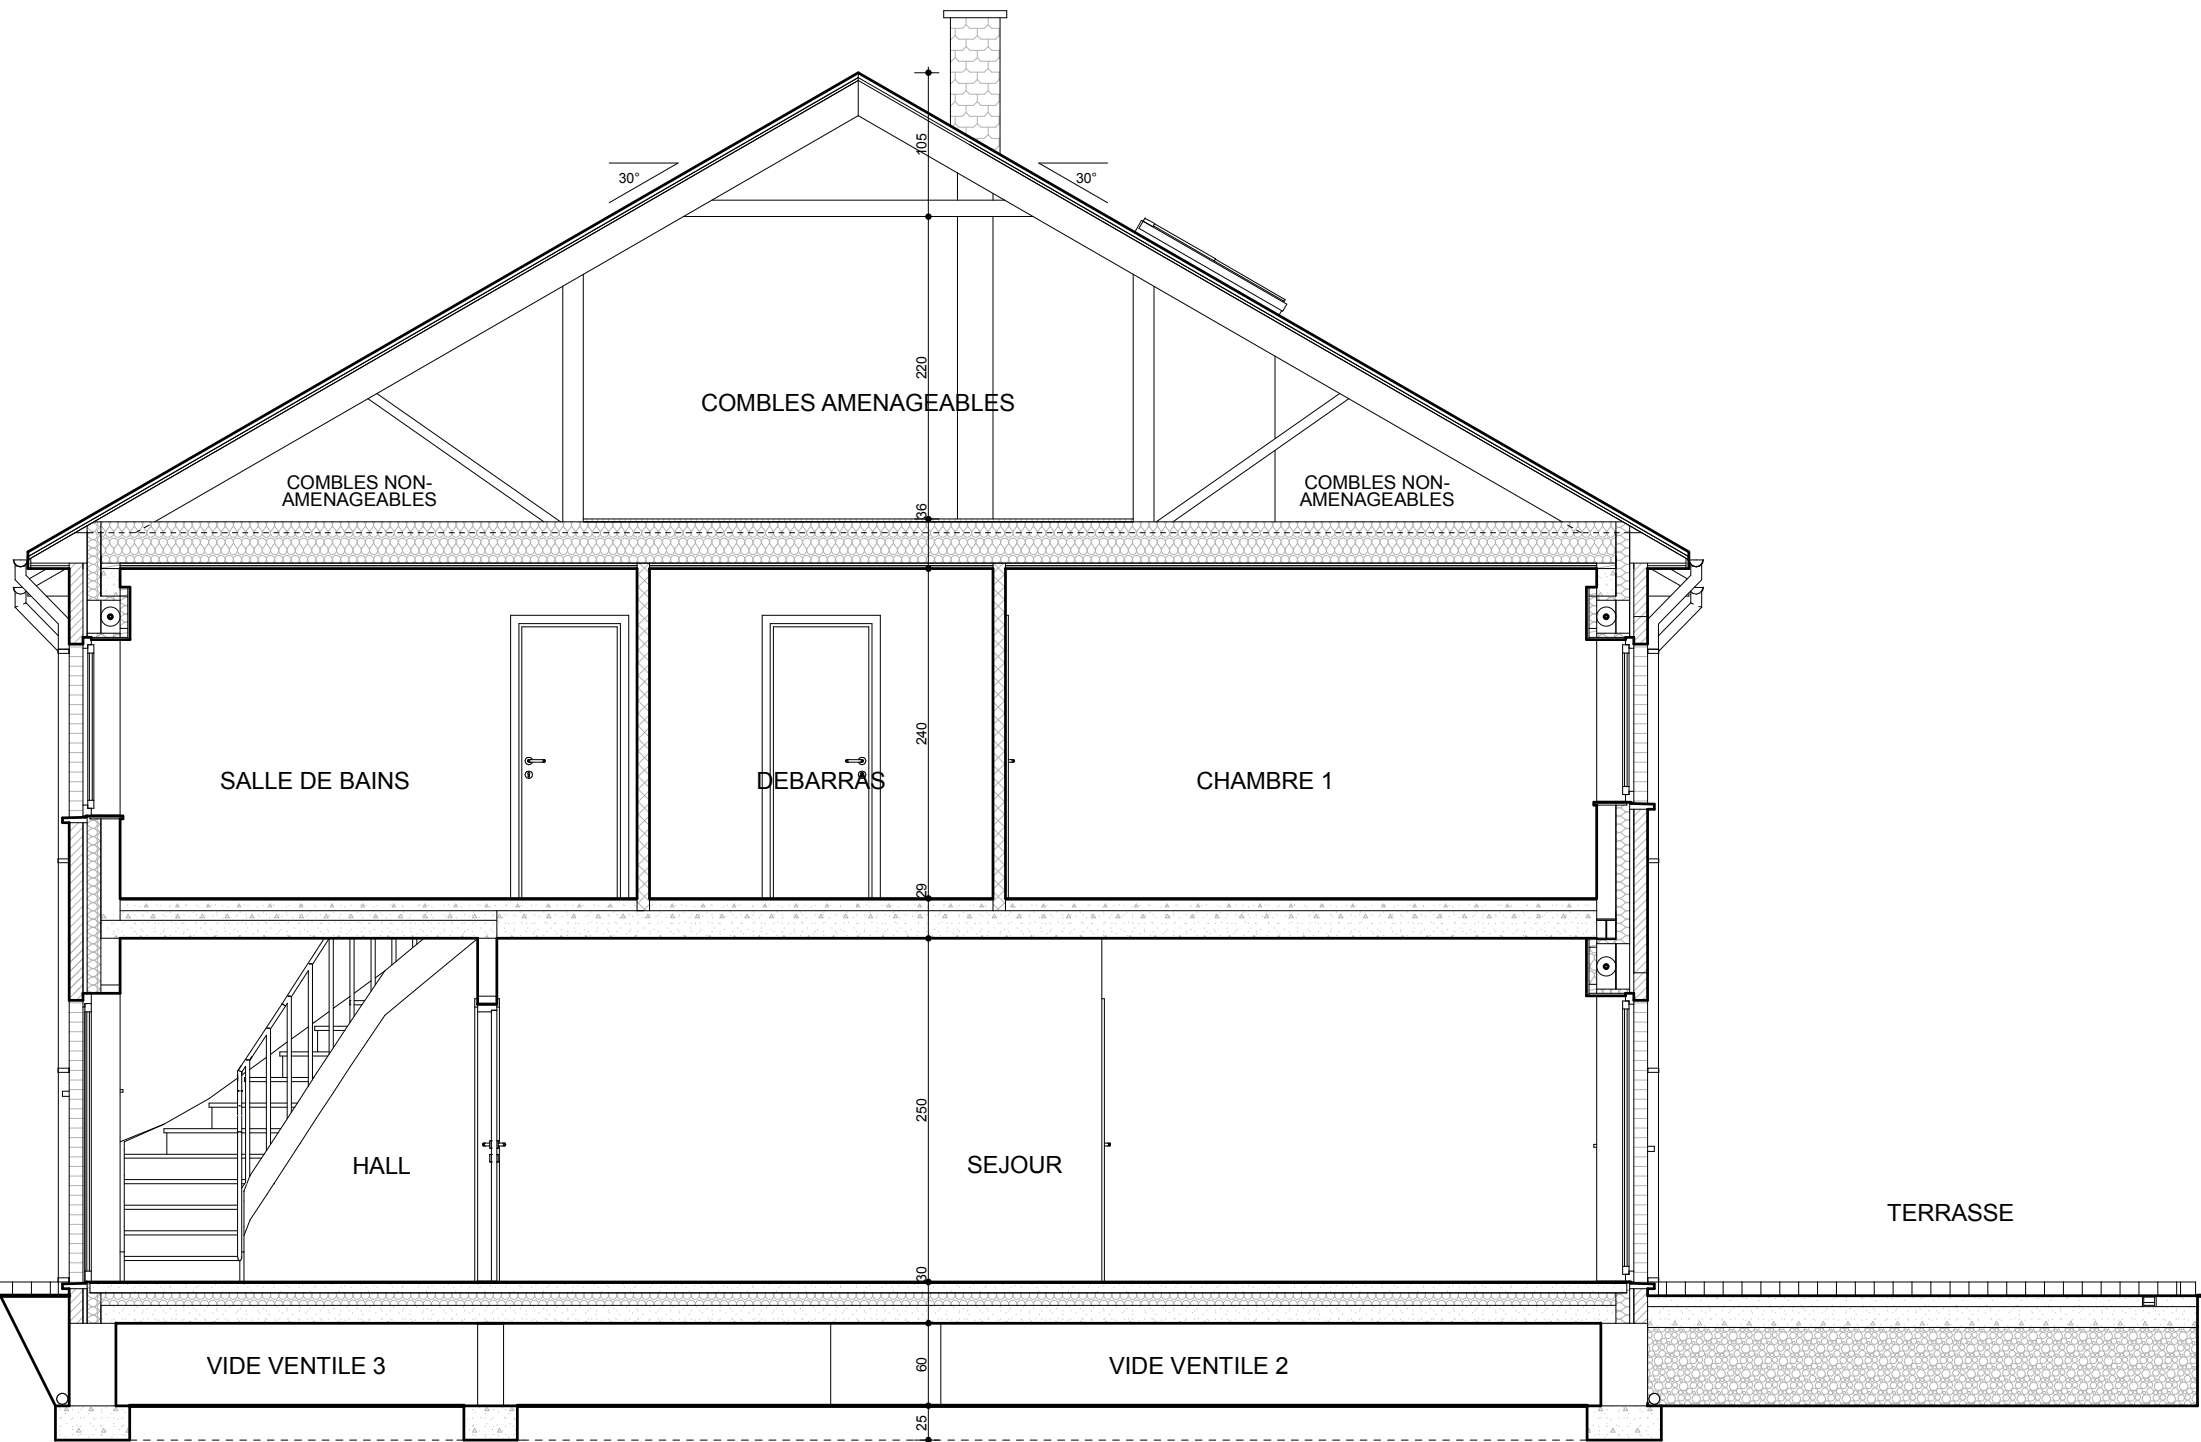 105
30°
30°
220
COMBLES AMENAGEABLES
COMBLES NON-
AMENAGEABLES
COMBLES NON-
AMENAGEABLES
36
240
SALLE DE BAINS
DEBARRAS
CHAMBRE 1
29
250
HALL
SEJOUR
TERRASSE
30
VIDE VENTILE 3
60
VIDE VENTILE 2
25